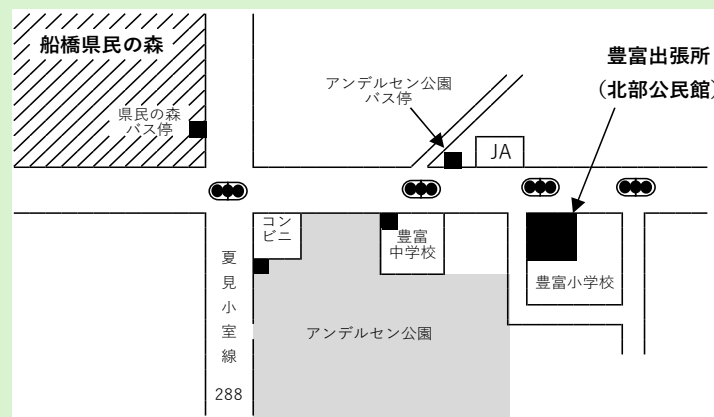 船橋県民の森
県民の森
バス停
アンデルセン公園
バス停
JA
豊富出張所
(北部公民館)
コン
ビニ
豊富
中学校
豊富小学校
アンデルセン公園
夏見小室線
288